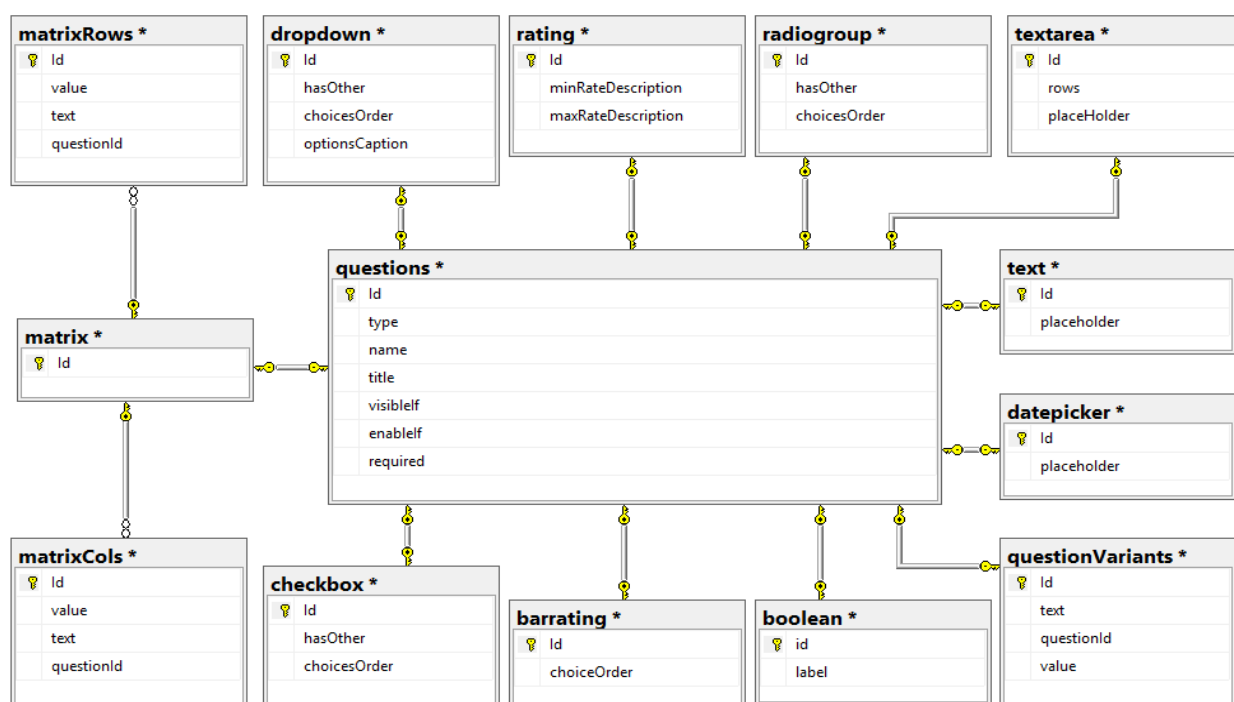 matrixRows *
Id
value
text
questionId
dropdown *
Id
hasOther
choicesOrder
optionsCaption
rating *
Id
minRateDescription
maxRateDescription
radiogroup *
Id
hasOther
choicesOrder
textarea *
Id
rows
placeHolder
questions *
Id
type
name
title
visibleIf
enableIf
required
text *
Id
placeholder
matrix *
Id
datepicker *
Id
placeholder
matrixCols *
Id
value
text
questionId
checkbox *
Id
hasOther
choicesOrder
barrating *
Id
choiceOrder
boolean *
id
label
questionVariants *
Id
text
questionId
value